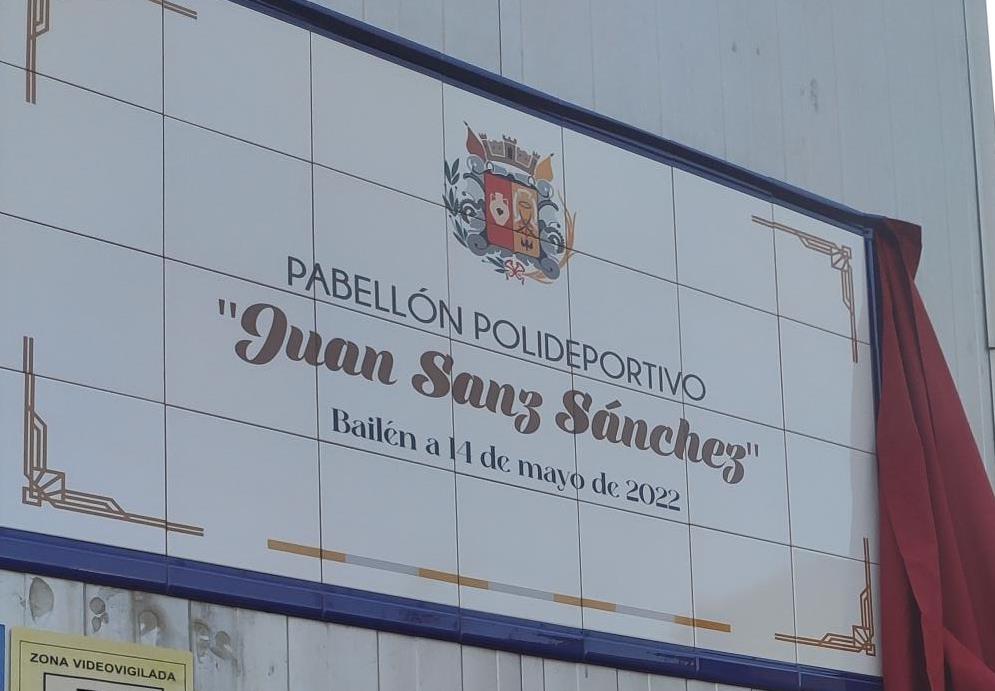 PABELLÓN POLIDEPORTIVO
"Juan Sanz Sánchez"
Bailén a 14 de mayo de 2022
ZONA VIDEOVIGILADA